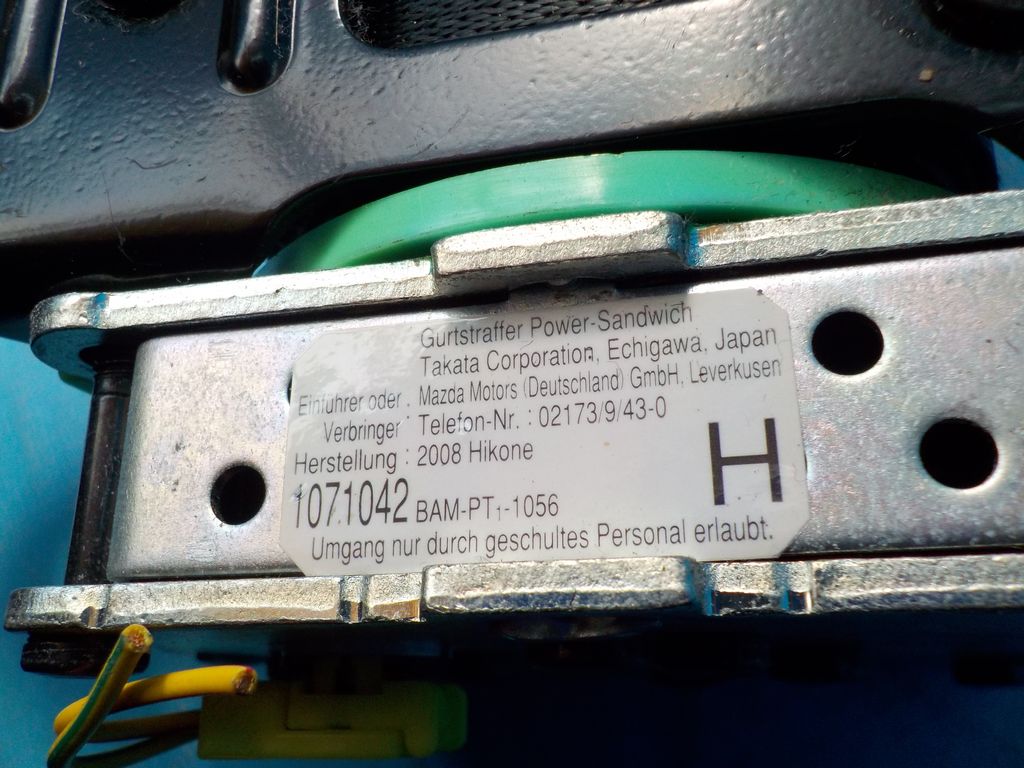 Gurtstraffer Power-Sandwich
Takata Corporation, Echigawa, Japan
Einführer oder : Mazda Motors (Deutschland) GmbH, Leverkusen
Verbringer : Telefon-Nr. : 02173/9/43-0
Herstellung : 2008 Hikone
1071042 BAM-PT₁-1056
H
Umgang nur durch geschultes Personal erlaubt.